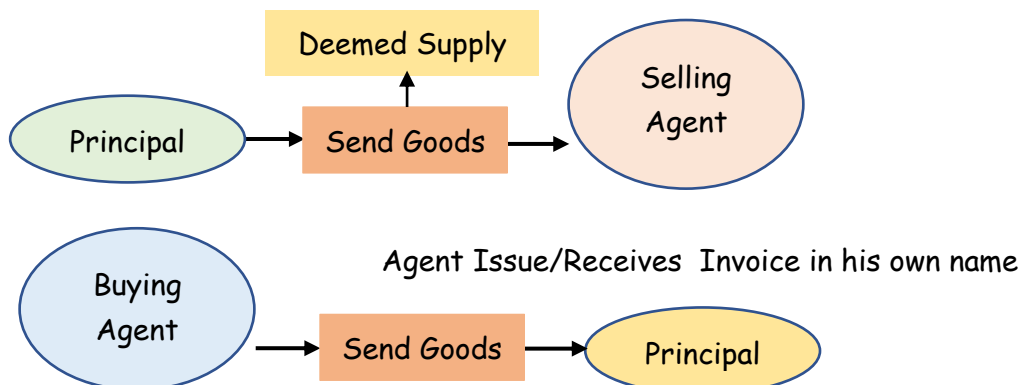 Deemed Supply
Selling
Agent
Principal
Send Goods
Agent Issue/Receives Invoice in his own name
Buying
Agent
Send Goods
Principal